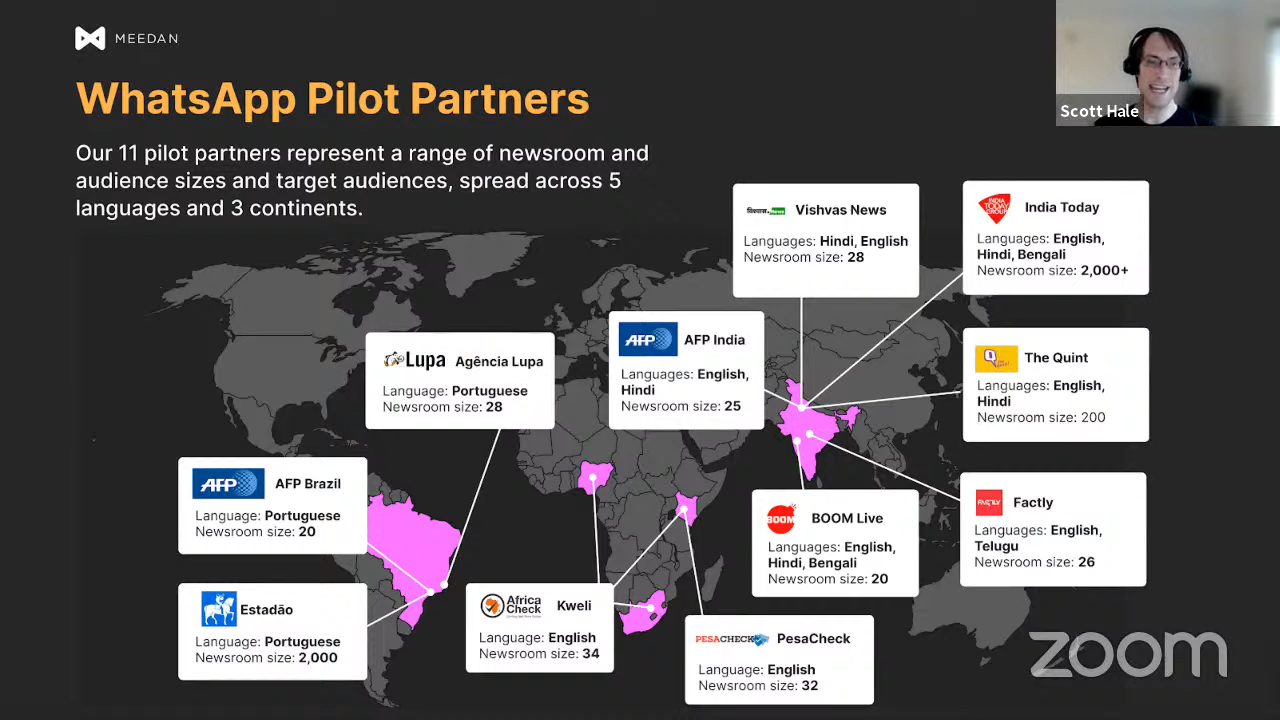 MEEDAN
WhatsApp Pilot Partners
Our 11 pilot partners represent a range of newsroom and
audience sizes and target audiences, spread across 5
languages and 3 continents.
Scott Hale
विश्वास News
Vishvas News
Languages: Hindi, English
Newsroom size: 28
INDIA
TODAY
GROUP
India Today
Languages: English,
Hindi, Bengali
Newsroom size: 2,000+
Lupa
Agência Lupa
Language: Portuguese
Newsroom size: 28
AFP
AFP India
Languages: English,
Hindi
Newsroom size: 25
Q
The Quint
Languages: English,
Hindi
Newsroom size: 200
AFP
AFP Brazil
Language: Portuguese
Newsroom size: 20
BOOM
BOOM Live
Languages: English,
Hindi, Bengali
Newsroom size: 20
FACTLY
Factly
Languages: English,
Telugu
Newsroom size: 26
Estadão
Language: Portuguese
Newsroom size: 2,000
Africa
Check
Kweli
Language: English
Newsroom size: 34
PESACHECK
PesaCheck
Language: English
Newsroom size: 32
zoom